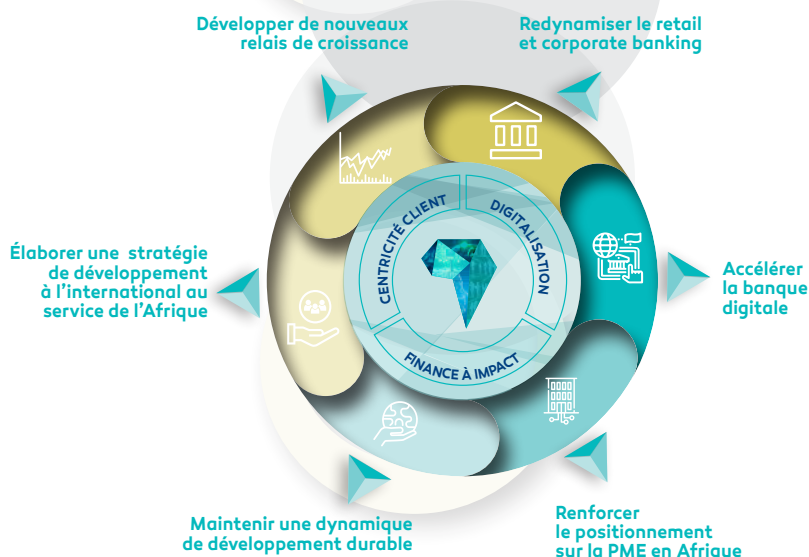 Développer de nouveaux
relais de croissance
Redynamiser le retail
et corporate banking
Accélérer
la banque
digitale
Renforcer
le positionnement
sur la PME en Afrique
Maintenir une dynamique
de développement durable
Élaborer une stratégie
de développement
à l'international au
service de l'Afrique
CENTRICITÉ CLIENT
DIGITALISATION
FINANCE À IMPACT